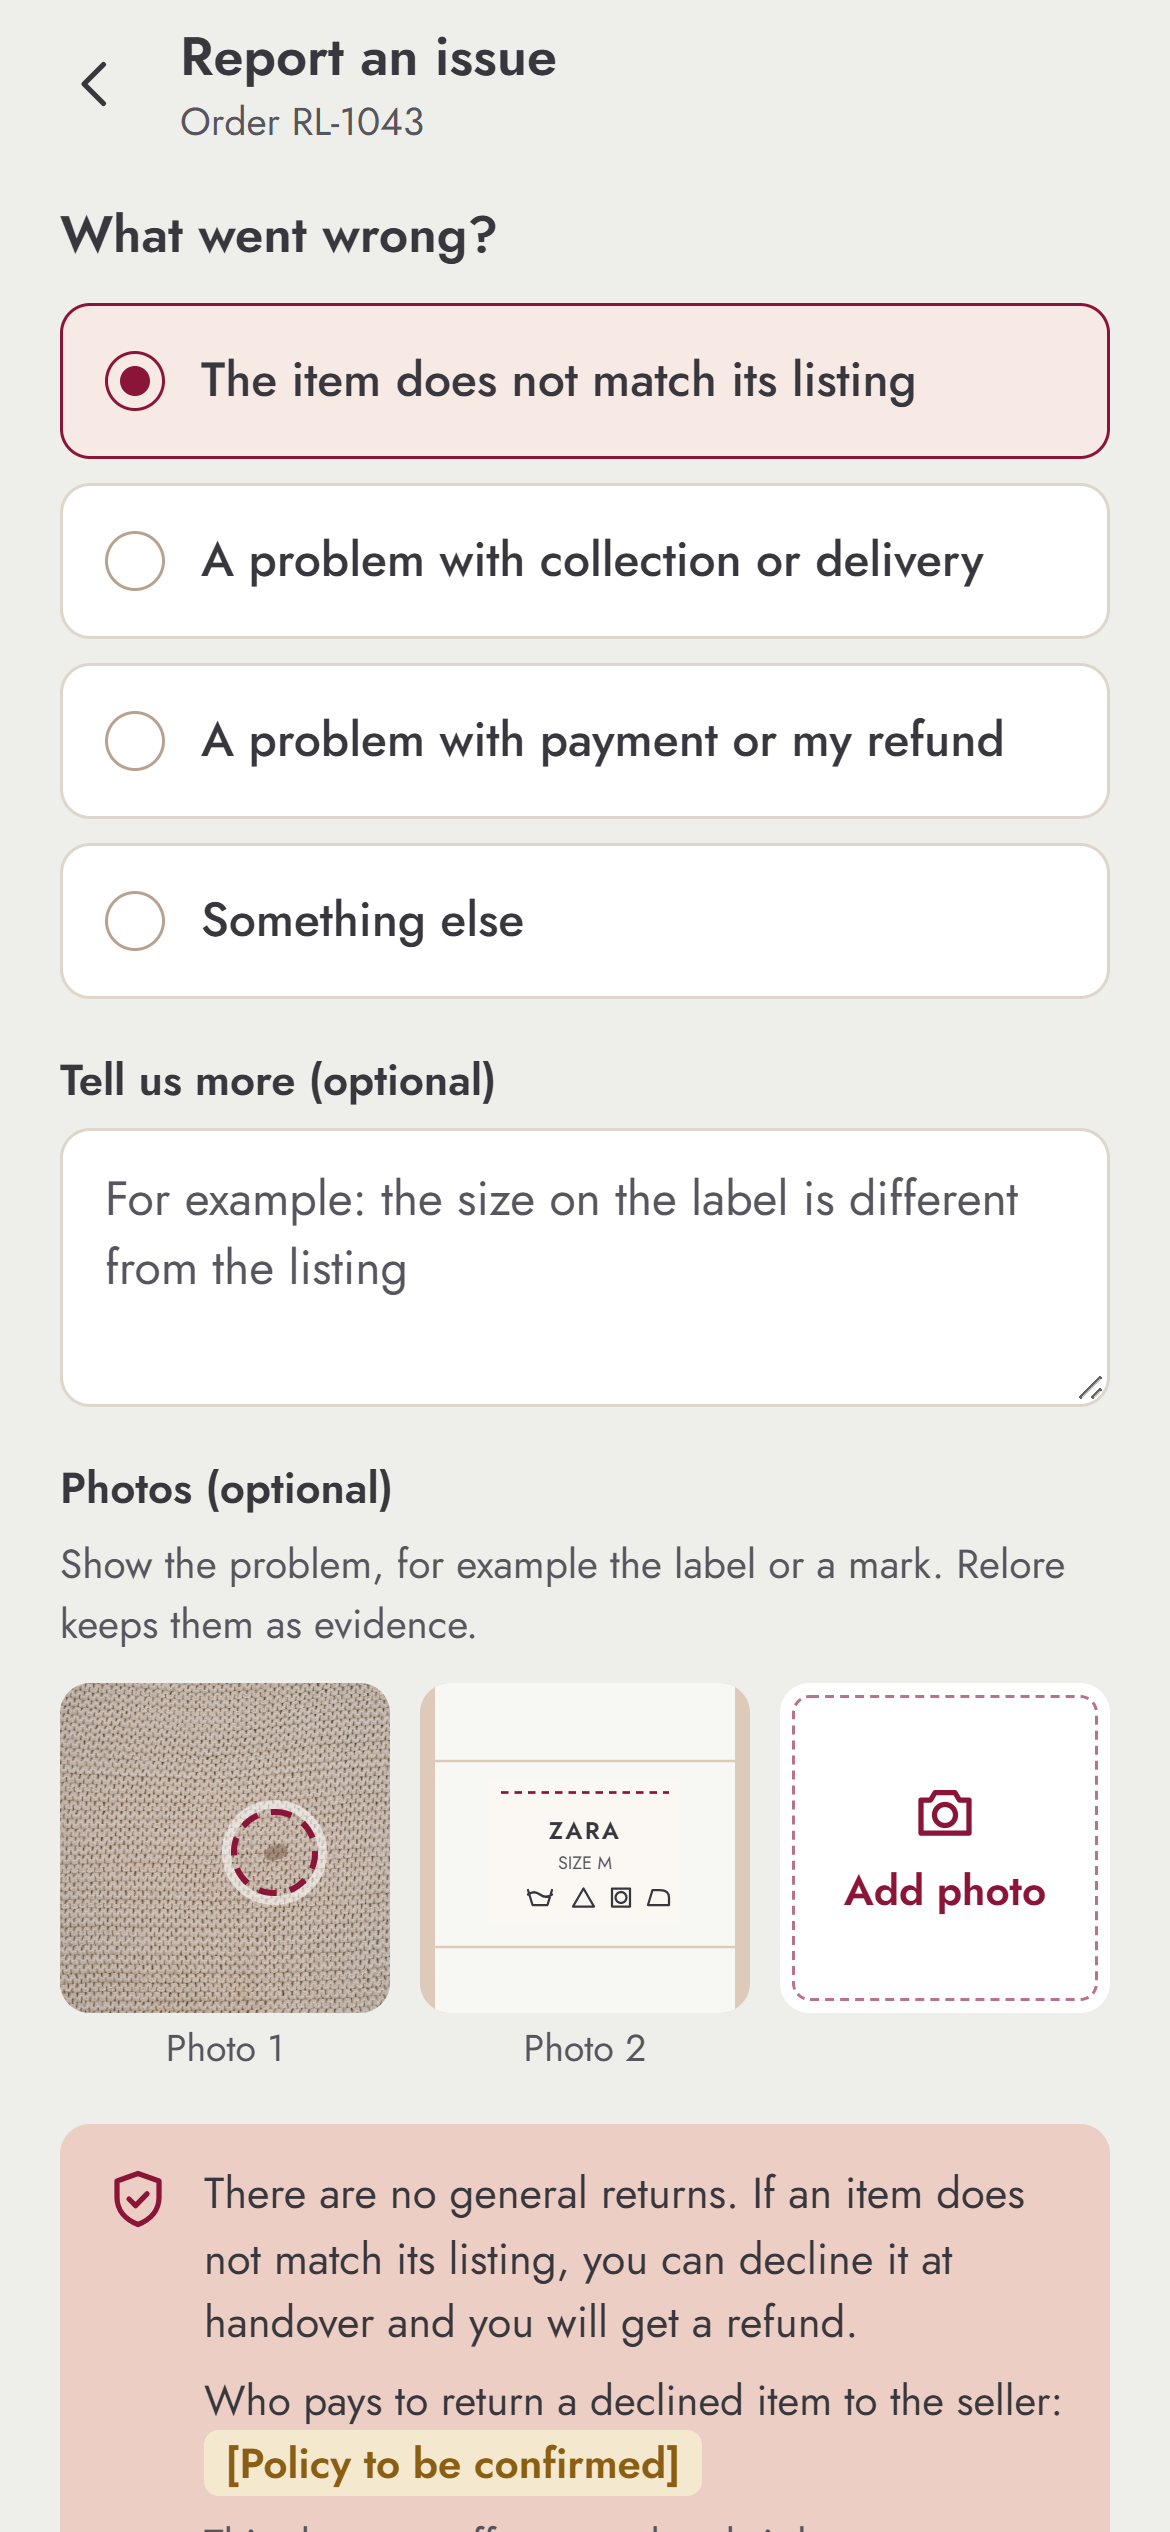 Report an issue
Order RL-1043
What went wrong?
The item does not match its listing
A problem with collection or delivery
A problem with payment or my refund
Something else
Tell us more (optional)
For example: the size on the label is different
from the listing
Photos (optional)
Show the problem, for example the label or a mark. Relore
keeps them as evidence.
ZARA
SIZE M
Add photo
Photo 1
Photo 2
There are no general returns. If an item does
not match its listing, you can decline it at
handover and you will get a refund.
Who pays to return a declined item to the seller:
[Policy to be confirmed]